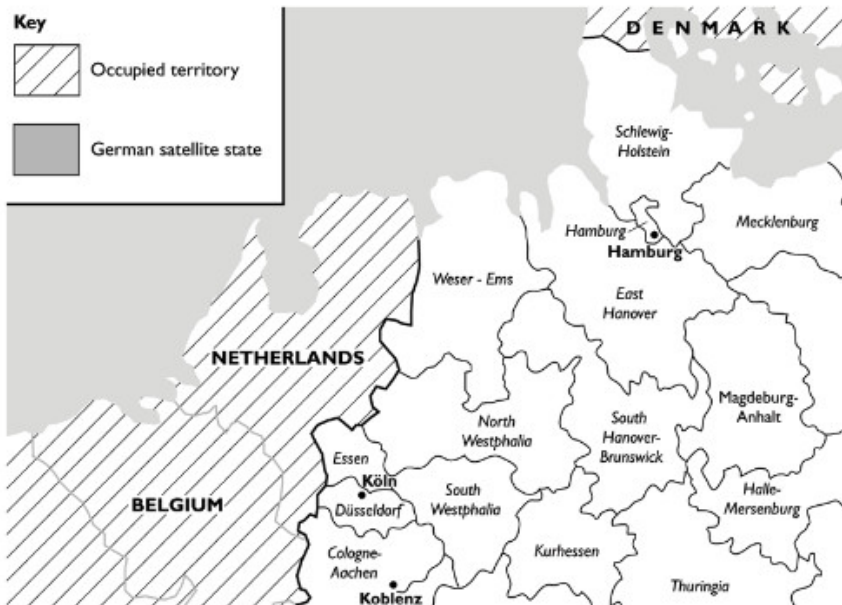 Key
Occupied territory
German satellite state
DENMARK
Schlewig-
Holstein
Mecklenburg
Hamburg
Hamburg
Weser - Ems
East
Hanover
NETHERLANDS
Magdeburg-
Anhalt
North
Westphalia
South
Hanover-
Brunswick
Essen
Köln
BELGIUM
Düsseldorf
South
Westphalia
Halle-
Mersenburg
Cologne-
Aachen
Kurhessen
Koblenz
Thuringia